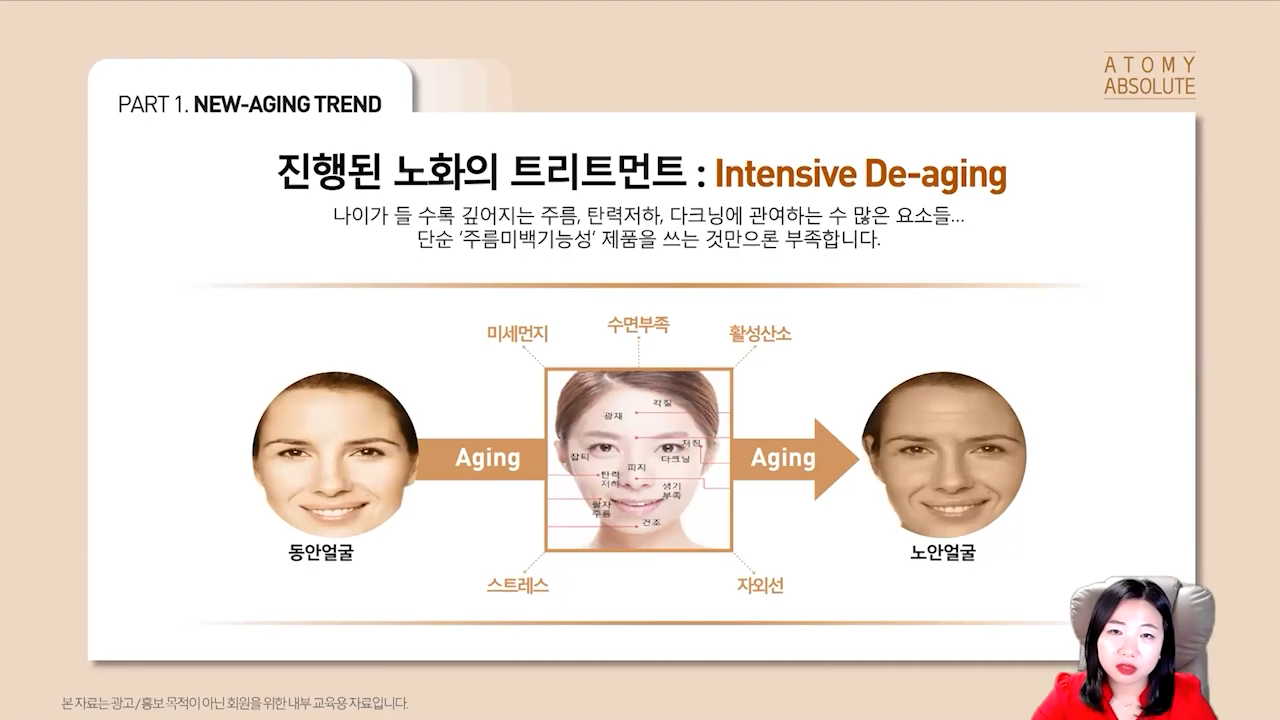 ATOMY
ABSOLUTE
PART 1. NEW-AGING TREND
진행된 노화의 트리트먼트 : Intensive De-aging
나이가 들 수록 깊어지는 주름, 탄력저하, 다크닝에 관여하는 수 많은 요소들...
단순 '주름미백기능성' 제품을 쓰는 것만으론 부족합니다.
미세먼지
수면부족
활성산소
각질
광채
저진
잡티
다크닝
피지
탄력
저하
생기
부족
팔자
주름
건조
Aging
Aging
동안얼굴
노안얼굴
스트레스
자외선
본 자료는 광고/홍보 목적이 아닌 회원을 위한 내부 교육용 자료입니다.